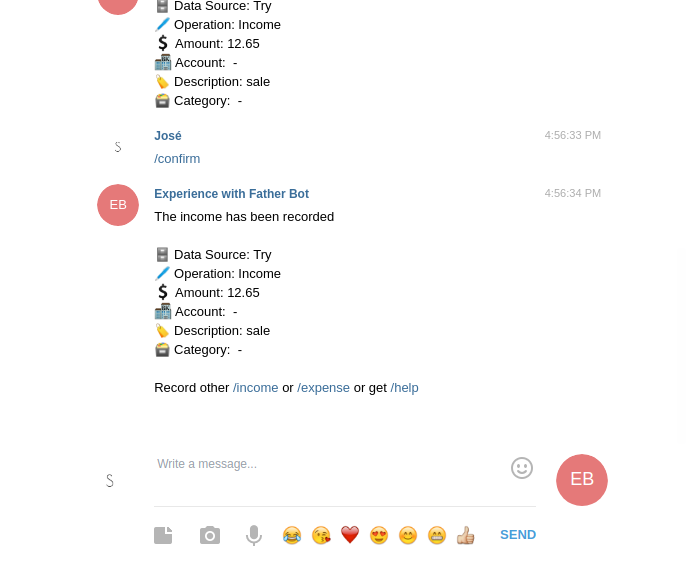 Data Source: Try
Operation: Income
Amount: 12.65
Account: -
Description: sale
Category: -
José 4:56:33 PM
S
/confirm
Experience with Father Bot 4:56:34 PM
EB
The income has been recorded
Data Source: Try
Operation: Income
Amount: 12.65
Account: -
Description: sale
Category: -
Record other /income or /expense or get /help
Write a message...
S
EB
SEND